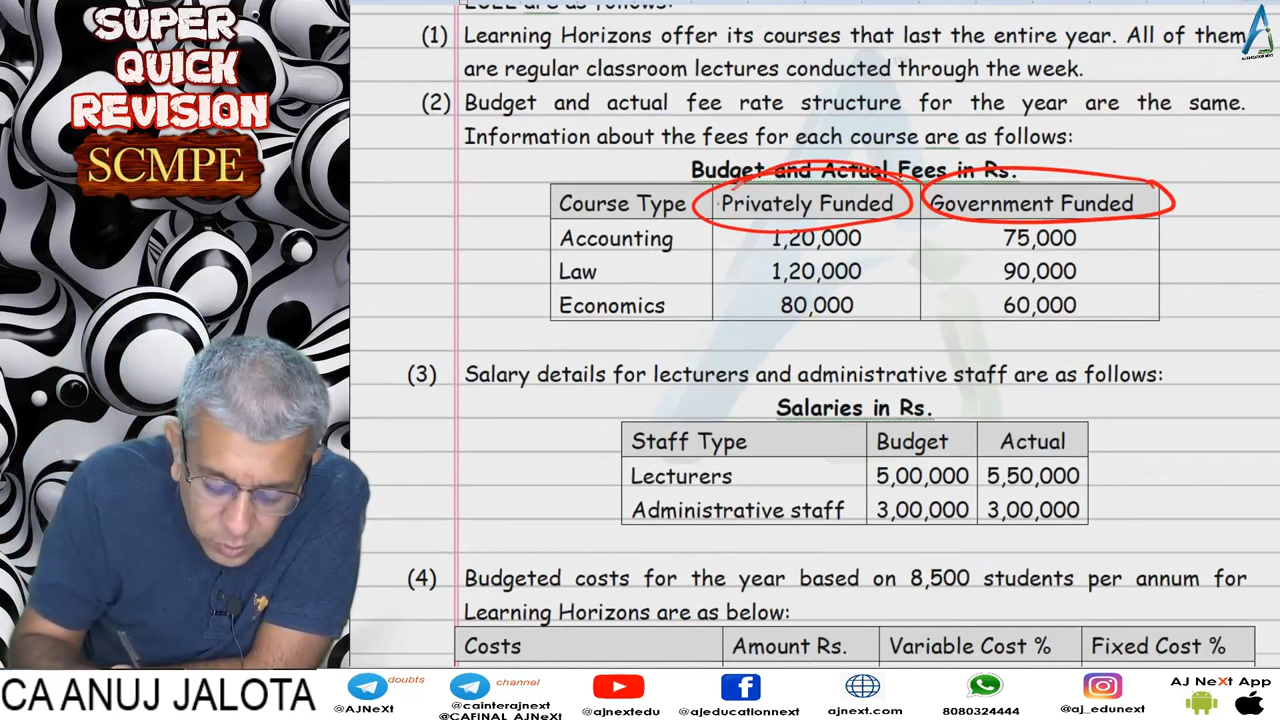 SUPER
QUICK
REVISION
SCMPE
(1) Learning Horizons offer its courses that last the entire year. All of them
are regular classroom lectures conducted through the week.
(2) Budget and actual fee rate structure for the year are the same.
Information about the fees for each course are as follows:
Budget and Actual Fees in Rs.
Course Type Privately Funded Government Funded
Accounting 1,20,000 75,000
Law 1,20,000 90,000
Economics 80,000 60,000
(3) Salary details for lecturers and administrative staff are as follows:
Salaries in Rs.
Staff Type Budget Actual
Lecturers 5,00,000 5,50,000
Administrative staff 3,00,000 3,00,000
(4) Budgeted costs for the year based on 8,500 students per annum for
Learning Horizons are as below:
Costs Amount Rs. Variable Cost % Fixed Cost %
CA ANUJ JALOTA
doubts
@AJNeXt
channel
@cainterajnext
@CAFINAL_AJNeXt
@ajnextedu
@ajeducationnext
ajnext.com
8080324444
@aj_edunext
AJ NeXt App